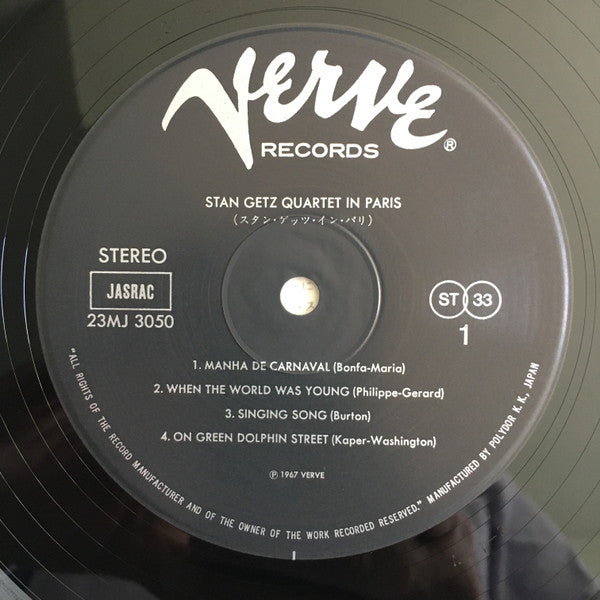 Verve
RECORDS ®
STAN GETZ QUARTET IN PARIS
(スタン・ゲッツ・イン・パリ)
STEREO
JASRAC
23MJ 3050
ST 33
1
1. MANHA DE CARNAVAL (Bonfa-Maria)
2. WHEN THE WORLD WAS YOUNG (Philippe-Gerard)
3. SINGING SONG (Burton)
4. ON GREEN DOLPHIN STREET (Kaper-Washington)
℗ 1967 VERVE
"ALL RIGHTS OF THE RECORD MANUFACTURER AND OF THE OWNER OF THE WORK RECORDED RESERVED." MANUFACTURED BY POLYDOR K. K., JAPAN